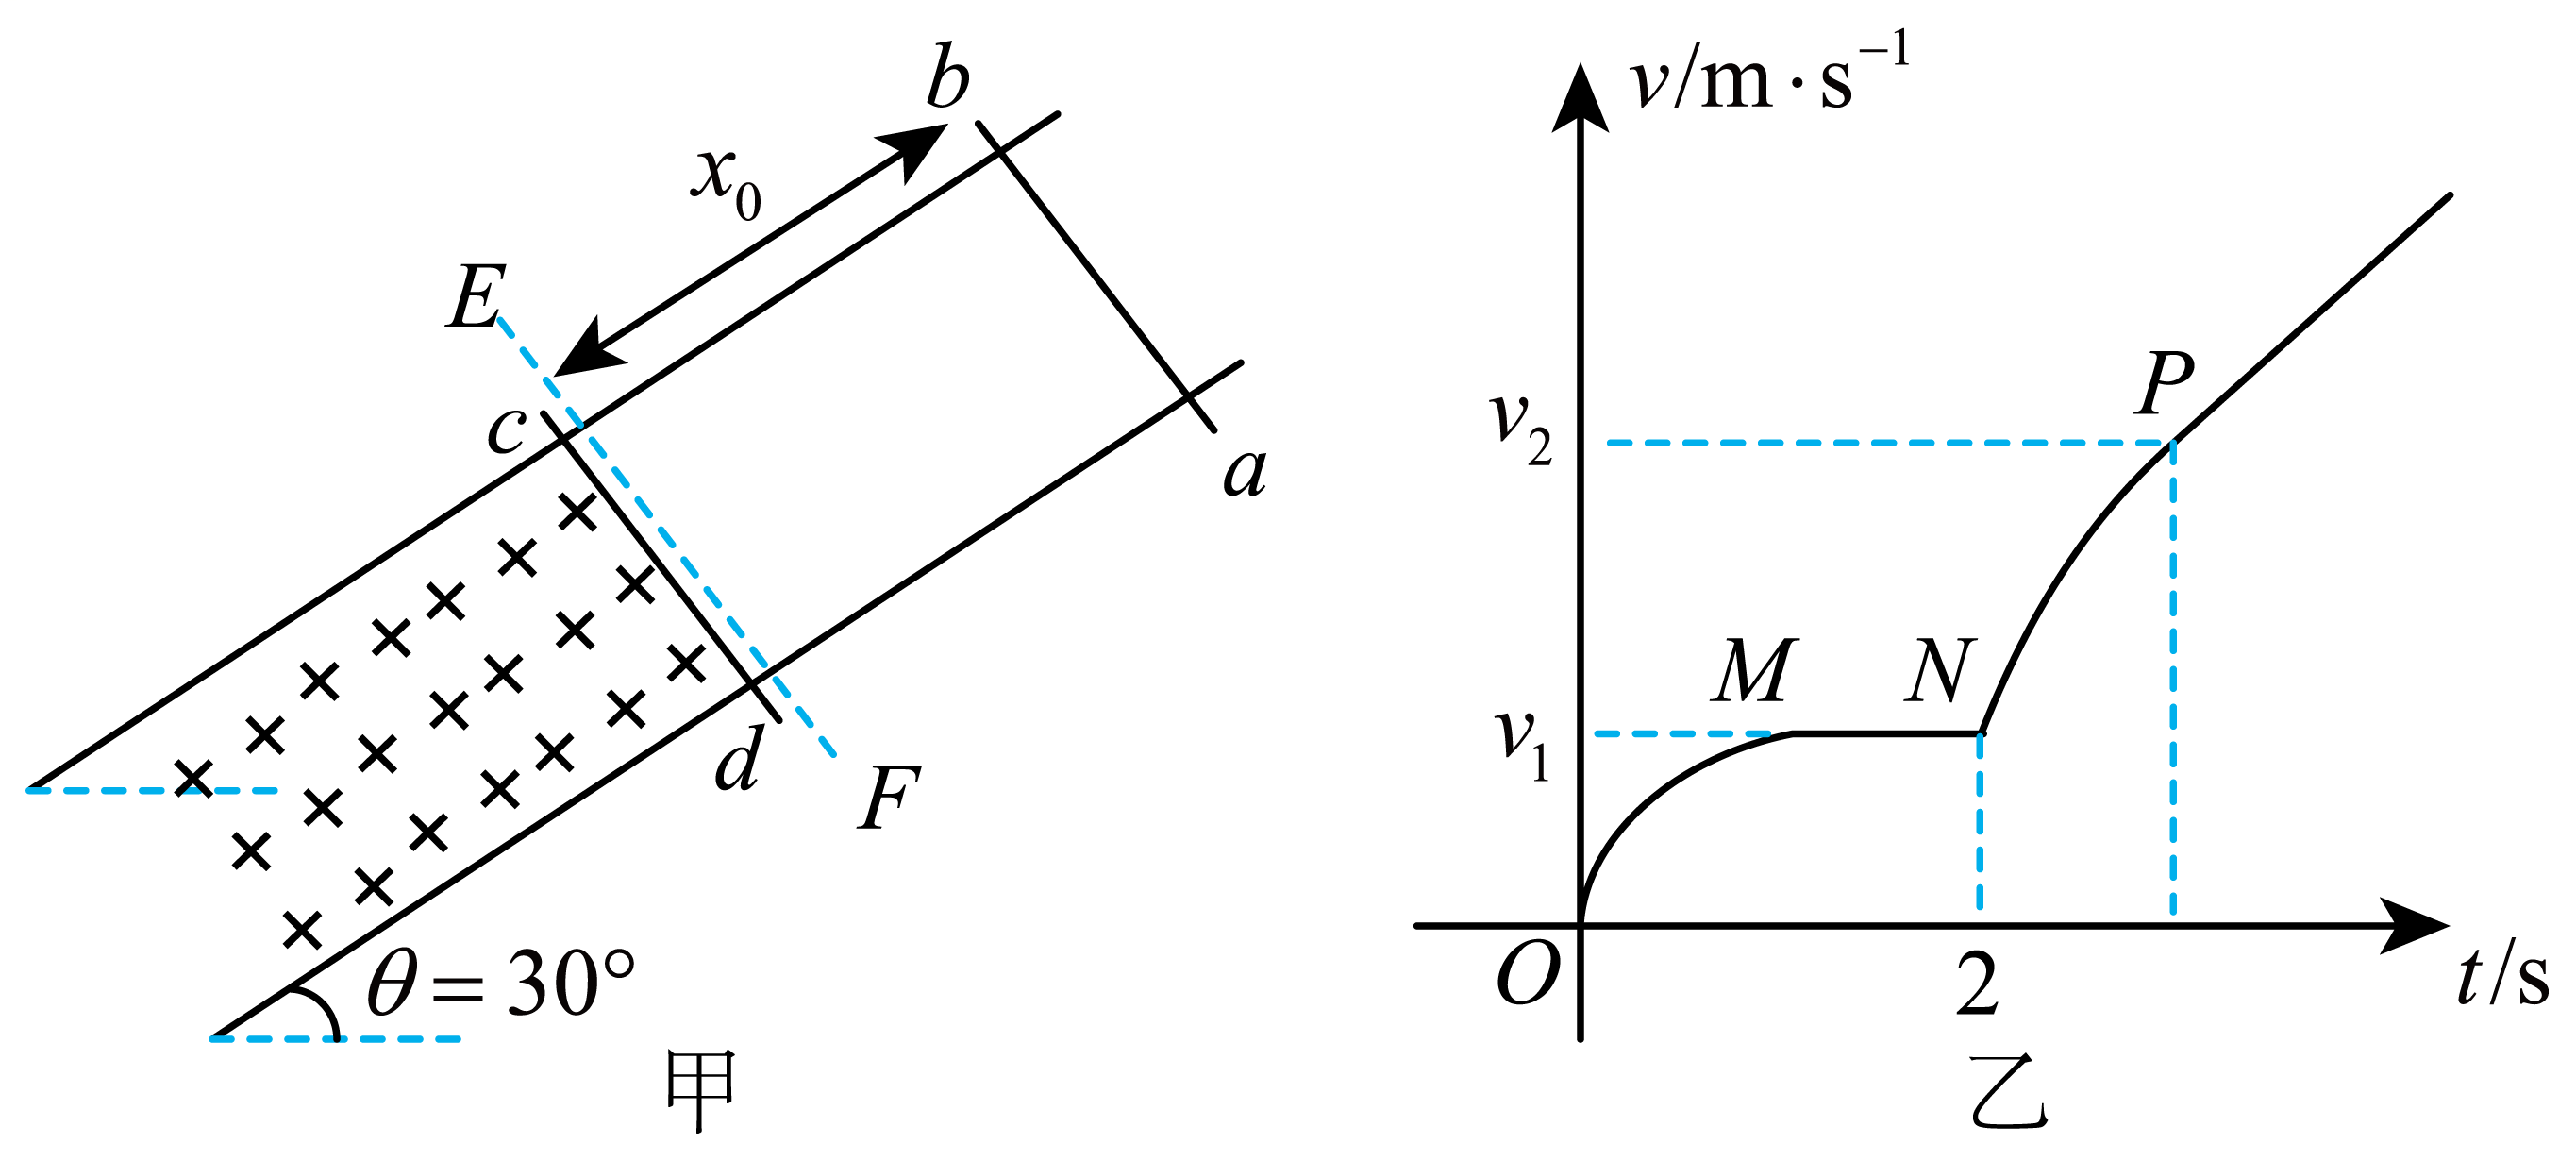 b
x₀
E
c
a
d
F
θ = 30°
甲
v/m·s⁻¹
P
v₂
M
N
v₁
O
2
t/s
乙